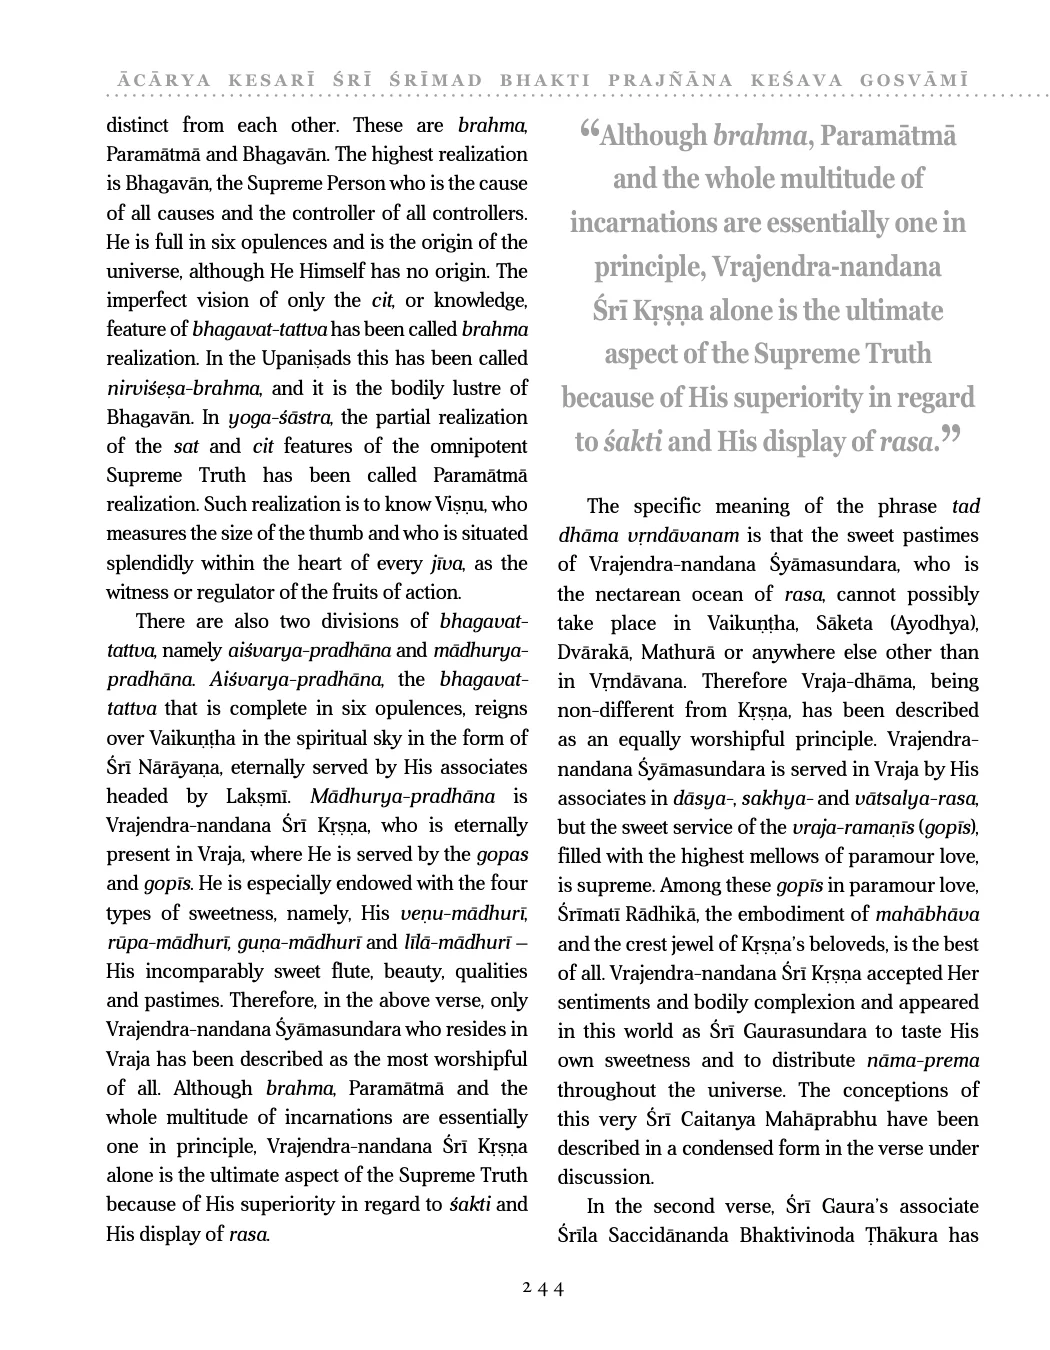 ĀCĀRYA KESARĪ ŚRĪ ŚRĪMAD BHAKTI PRAJÑĀNA KEŚAVA GOSVĀMĪ
distinct from each other. These are brahma,
Paramātmā and Bhagavān. The highest realization
is Bhagavān, the Supreme Person who is the cause
of all causes and the controller of all controllers.
He is full in six opulences and is the origin of the
universe, although He Himself has no origin. The
imperfect vision of only the cit, or knowledge,
feature of bhagavat-tattva has been called brahma
realization. In the Upaniṣads this has been called
nirviśeṣa-brahma, and it is the bodily lustre of
Bhagavān. In yoga-śāstra, the partial realization
of the sat and cit features of the omnipotent
Supreme Truth has been called Paramātmā
realization. Such realization is to know Viṣṇu, who
measures the size of the thumb and who is situated
splendidly within the heart of every jīva, as the
witness or regulator of the fruits of action.
There are also two divisions of bhagavat-
tattva, namely aiśvarya-pradhāna and mādhurya-
pradhāna. Aiśvarya-pradhāna, the bhagavat-
tattva that is complete in six opulences, reigns
over Vaikuṇṭha in the spiritual sky in the form of
Śrī Nārāyaṇa, eternally served by His associates
headed by Lakṣmī. Mādhurya-pradhāna is
Vrajendra-nandana Śrī Kṛṣṇa, who is eternally
present in Vraja, where He is served by the gopas
and gopīs. He is especially endowed with the four
types of sweetness, namely, His veṇu-mādhurī,
rūpa-mādhurī, guṇa-mādhurī and līlā-mādhurī –
His incomparably sweet flute, beauty, qualities
and pastimes. Therefore, in the above verse, only
Vrajendra-nandana Śyāmasundara who resides in
Vraja has been described as the most worshipful
of all. Although brahma, Paramātmā and the
whole multitude of incarnations are essentially
one in principle, Vrajendra-nandana Śrī Kṛṣṇa
alone is the ultimate aspect of the Supreme Truth
because of His superiority in regard to śakti and
His display of rasa.
“Although brahma, Paramātmā
and the whole multitude of
incarnations are essentially one in
principle, Vrajendra-nandana
Śrī Kṛṣṇa alone is the ultimate
aspect of the Supreme Truth
because of His superiority in regard
to śakti and His display of rasa.”
The specific meaning of the phrase tad
dhāma vṛndāvanam is that the sweet pastimes
of Vrajendra-nandana Śyāmasundara, who is
the nectarean ocean of rasa, cannot possibly
take place in Vaikuṇṭha, Sāketa (Ayodhya),
Dvārakā, Mathurā or anywhere else other than
in Vṛndāvana. Therefore Vraja-dhāma, being
non-different from Kṛṣṇa, has been described
as an equally worshipful principle. Vrajendra-
nandana Śyāmasundara is served in Vraja by His
associates in dāsya-, sakhya- and vātsalya-rasa,
but the sweet service of the vraja-ramaṇīs (gopīs),
filled with the highest mellows of paramour love,
is supreme. Among these gopīs in paramour love,
Śrīmatī Rādhikā, the embodiment of mahābhāva
and the crest jewel of Kṛṣṇa’s beloveds, is the best
of all. Vrajendra-nandana Śrī Kṛṣṇa accepted Her
sentiments and bodily complexion and appeared
in this world as Śrī Gaurasundara to taste His
own sweetness and to distribute nāma-prema
throughout the universe. The conceptions of
this very Śrī Caitanya Mahāprabhu have been
described in a condensed form in the verse under
discussion.
In the second verse, Śrī Gaura’s associate
Śrīla Saccidānanda Bhaktivinoda Ṭhākura has
244